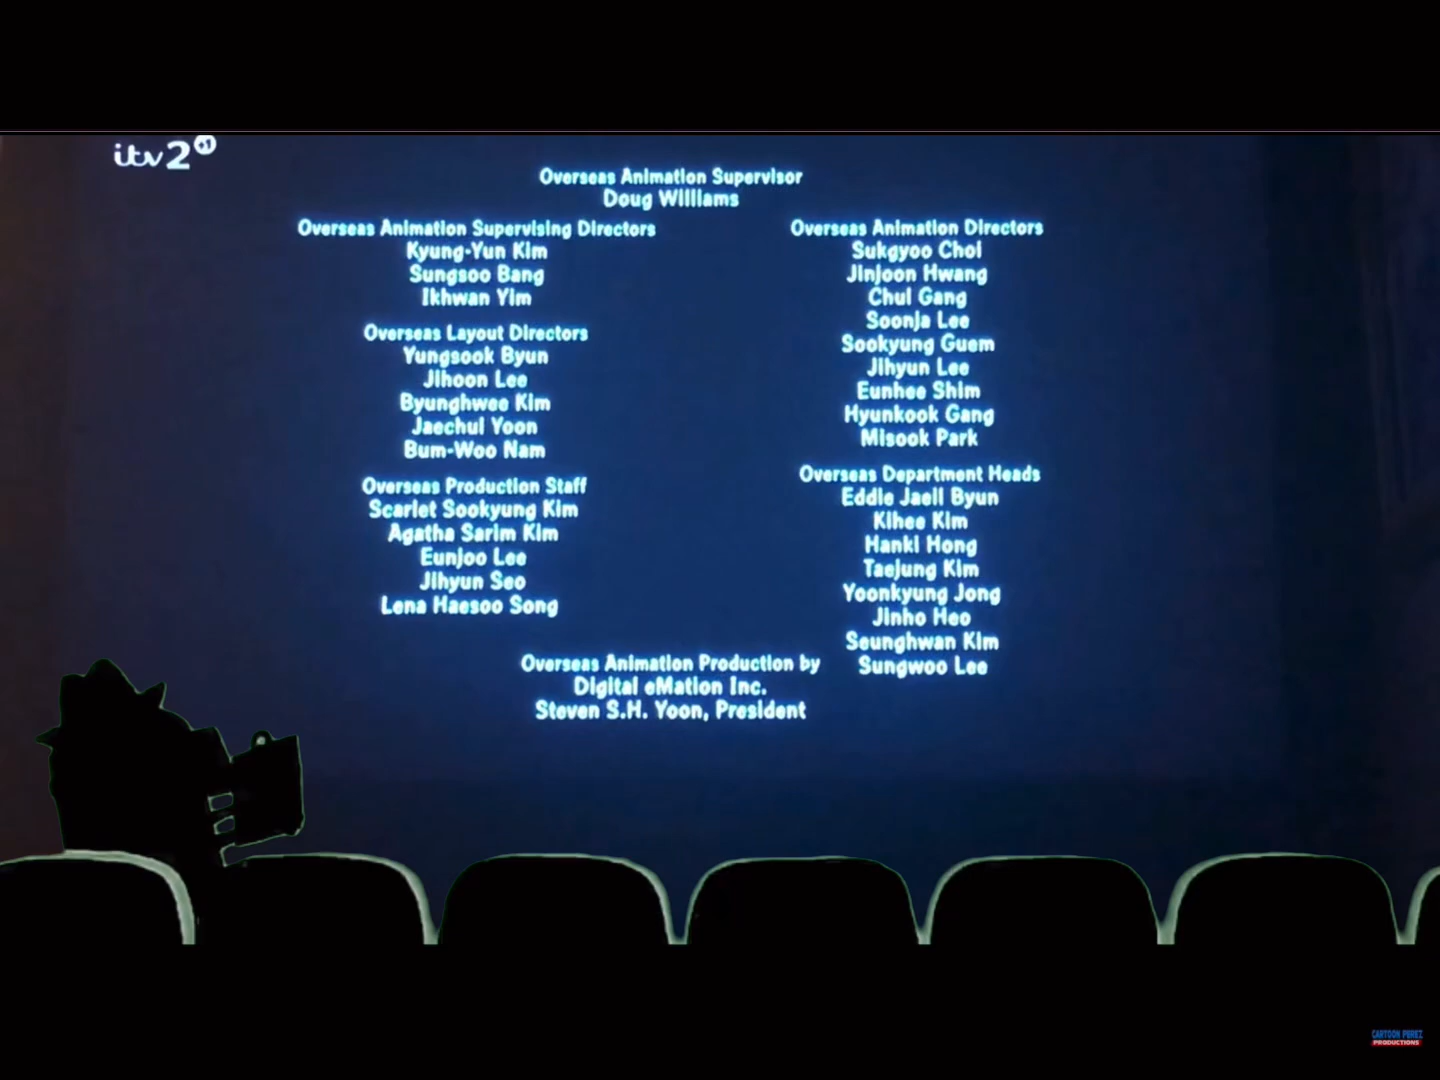 itv2 +1
Overseas Animation Supervisor
Doug Williams
Overseas Animation Supervising Directors
Kyung-Yun Kim
Sungsoo Bang
Ikhwan Yim
Overseas Layout Directors
Yungsook Byun
Jihoon Lee
Byunghwee Kim
Jaechul Yoon
Bum-Woo Nam
Overseas Production Staff
Scarlet Sookyung Kim
Agatha Sarim Kim
Eunjoo Lee
Jihyun Seo
Lena Haesoo Song
Overseas Animation Directors
Sukgyoo Choi
Jinjoon Hwang
Chul Gang
Soonja Lee
Sookyung Guem
Jihyun Lee
Eunhee Shim
Hyunkook Gang
Misook Park
Overseas Department Heads
Eddie Jaeil Byun
Kihee Kim
Hanki Hong
Taejung Kim
Yoonkyung Jong
Jinho Heo
Seunghwan Kim
Sungwoo Lee
Overseas Animation Production by
Digital eMation Inc.
Steven S.H. Yoon, President
CARTOON PEREZ
PRODUCTIONS